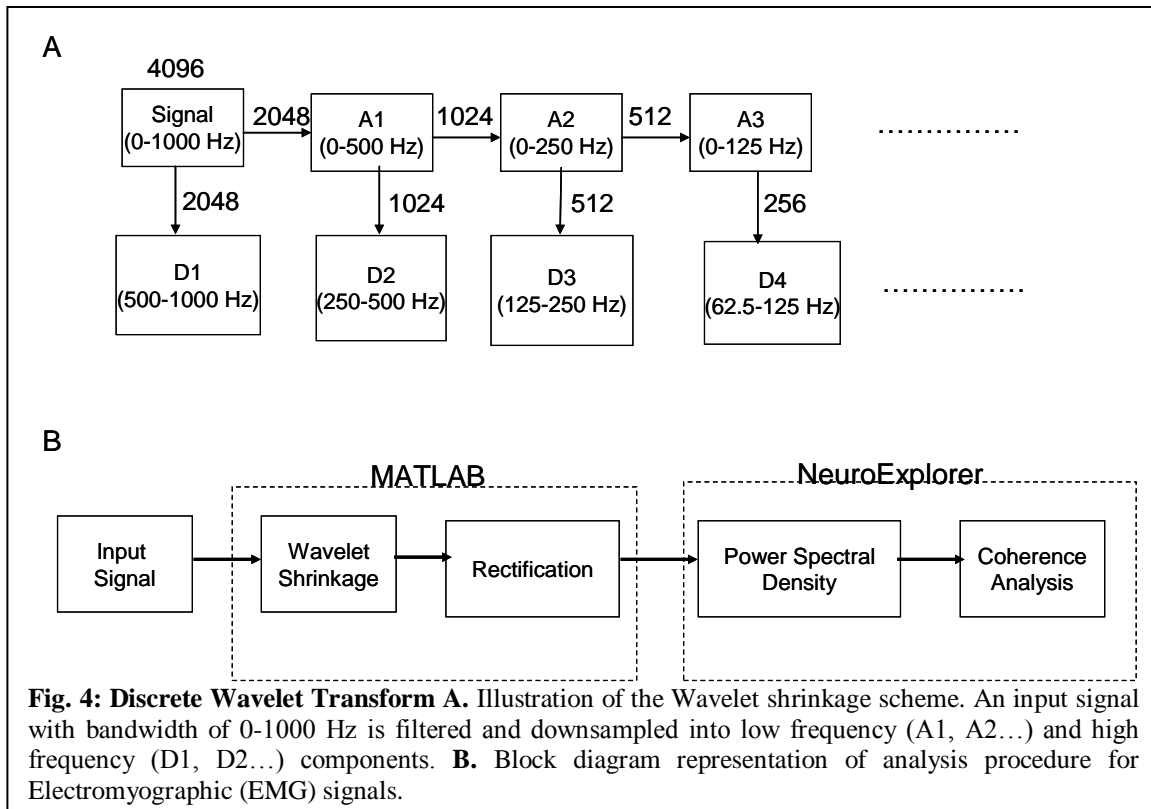 A
4096
Signal
(0-1000 Hz)
2048
A1
(0-500 Hz)
1024
A2
(0-250 Hz)
512
A3
(0-125 Hz)
..............
2048
1024
512
256
D1
(500-1000 Hz)
D2
(250-500 Hz)
D3
(125-250 Hz)
D4
(62.5-125 Hz)
..............
B
MATLAB
NeuroExplorer
Input
Signal
Wavelet
Shrinkage
Rectification
Power Spectral
Density
Coherence
Analysis
Fig. 4: Discrete Wavelet Transform A. Illustration of the Wavelet shrinkage scheme. An input signal
with bandwidth of 0-1000 Hz is filtered and downsampled into low frequency (A1, A2…) and high
frequency (D1, D2…) components. B. Block diagram representation of analysis procedure for
Electromyographic (EMG) signals.